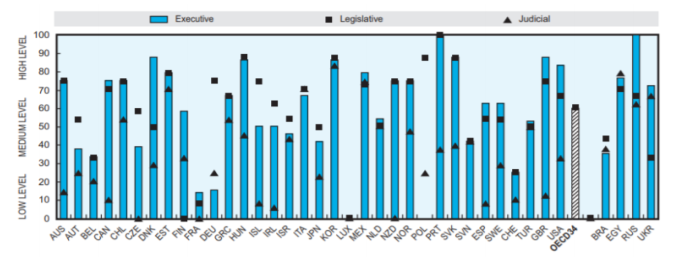 Executive Legislative Judicial
HIGH LEVEL
MEDIUM LEVEL
LOW LEVEL
100
90
80
70
60
50
40
30
20
10
0
AUS AUT BEL CAN CHL CZE DNK EST FIN FRA DEU GRC HUN ISL IRL ISR ITA JPN KOR LUX MEX NLD NZD NOR POL PRT SVK SVN ESP SWE CHE TUR GBR USA OECD34 BRA EGY RUS UKR